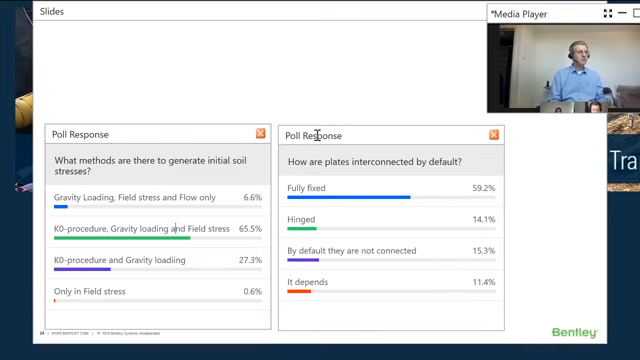 Slides
*Media Player
Poll Response
What methods are there to generate initial soil
stresses?
Gravity Loading, Field stress and Flow only 6.6%
K0-procedure, Gravity loading and Field stress 65.5%
K0-procedure and Gravity loadiing 27.3%
Only in Field stress 0.6%
Poll Response
How are plates interconnected by default?
Fully fixed 59.2%
Hinged 14.1%
By default they are not connected 15.3%
It depends 11.4%
Tra
Bentley